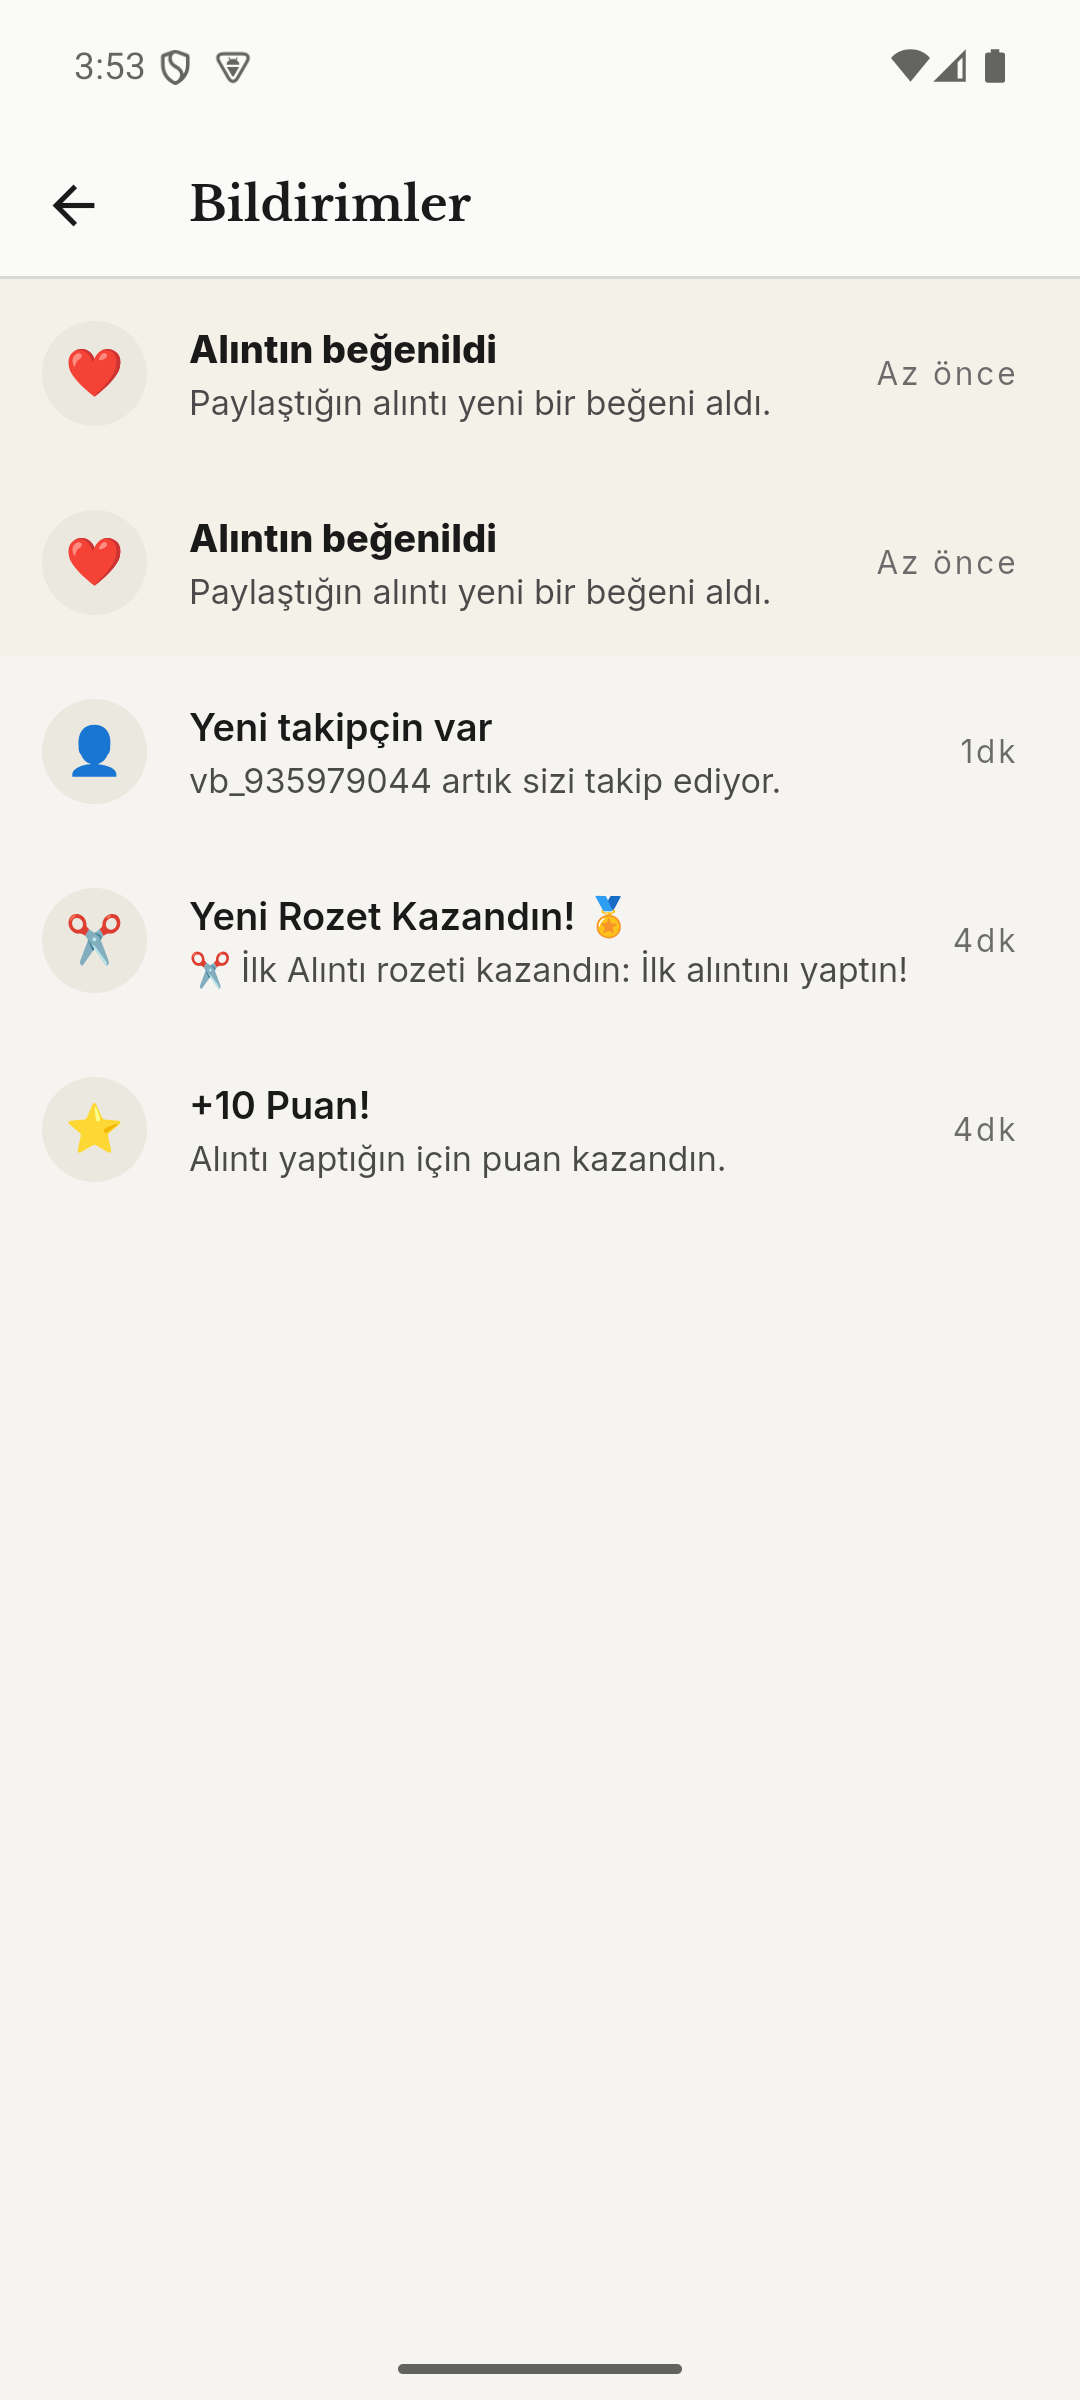 3:53
Bildirimler
Alıntın beğenildi
Az önce
Paylaştığın alıntı yeni bir beğeni aldı.
Alıntın beğenildi
Az önce
Paylaştığın alıntı yeni bir beğeni aldı.
Yeni takipçin var
1dk
vb_935979044 artık sizi takip ediyor.
Yeni Rozet Kazandın! 🏅
4dk
✂️ İlk Alıntı rozeti kazandın: İlk alıntını yaptın!
+10 Puan!
4dk
Alıntı yaptığın için puan kazandın.